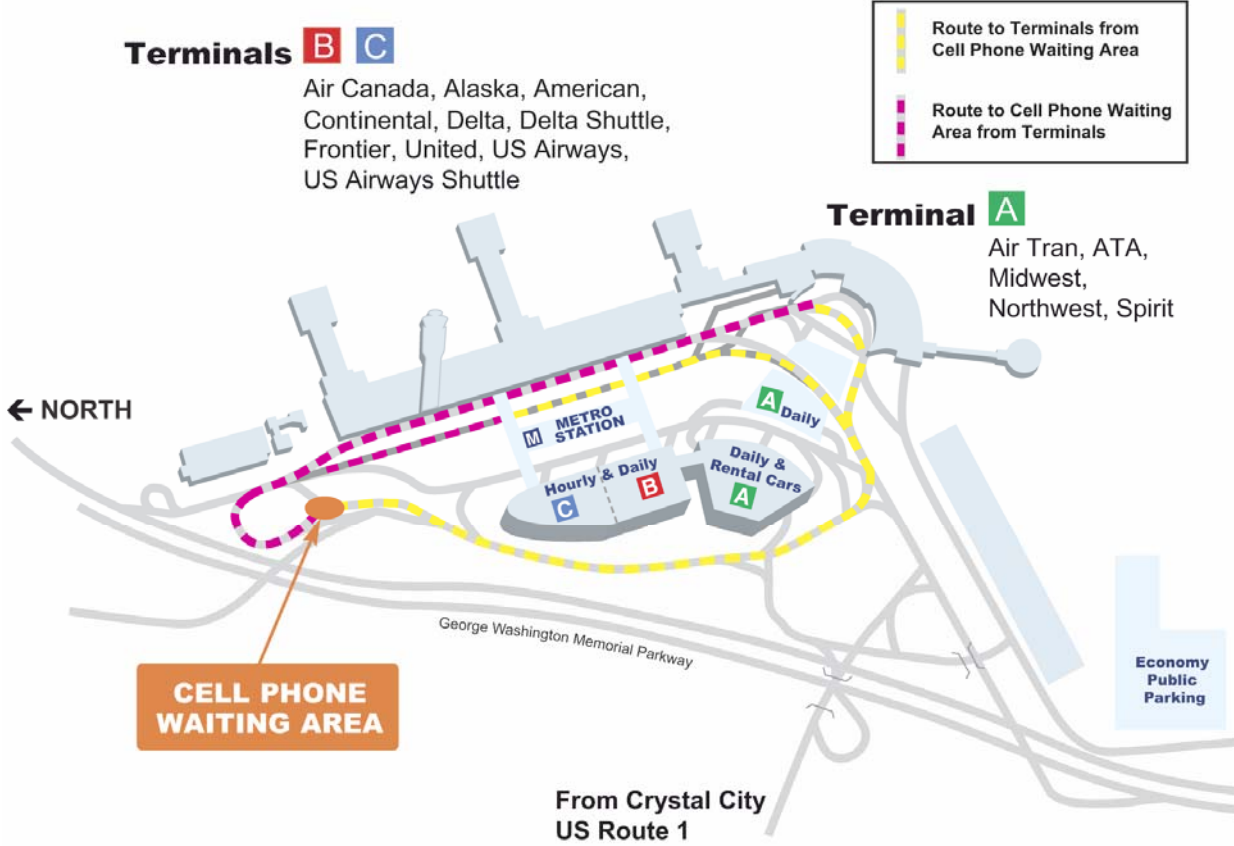 Terminals B C
Air Canada, Alaska, American,
Continental, Delta, Delta Shuttle,
Frontier, United, US Airways,
US Airways Shuttle
Route to Terminals from
Cell Phone Waiting Area
Route to Cell Phone Waiting
Area from Terminals
Terminal A
Air Tran, ATA,
Midwest,
Northwest, Spirit
← NORTH
M METRO
STATION
A Daily
Hourly & Daily
C
B
Daily &
Rental Cars
A
George Washington Memorial Parkway
CELL PHONE
WAITING AREA
Economy
Public
Parking
From Crystal City
US Route 1